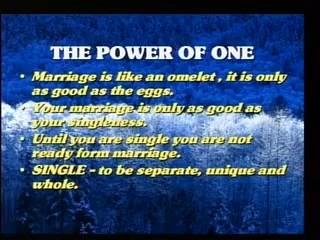 THE POWER OF ONE
• Marriage is like an omelet , it is only
as good as the eggs.
• Your marriage is only as good as
your singleness.
• Until you are single you are not
ready form marriage.
• SINGLE - to be separate, unique and
whole.